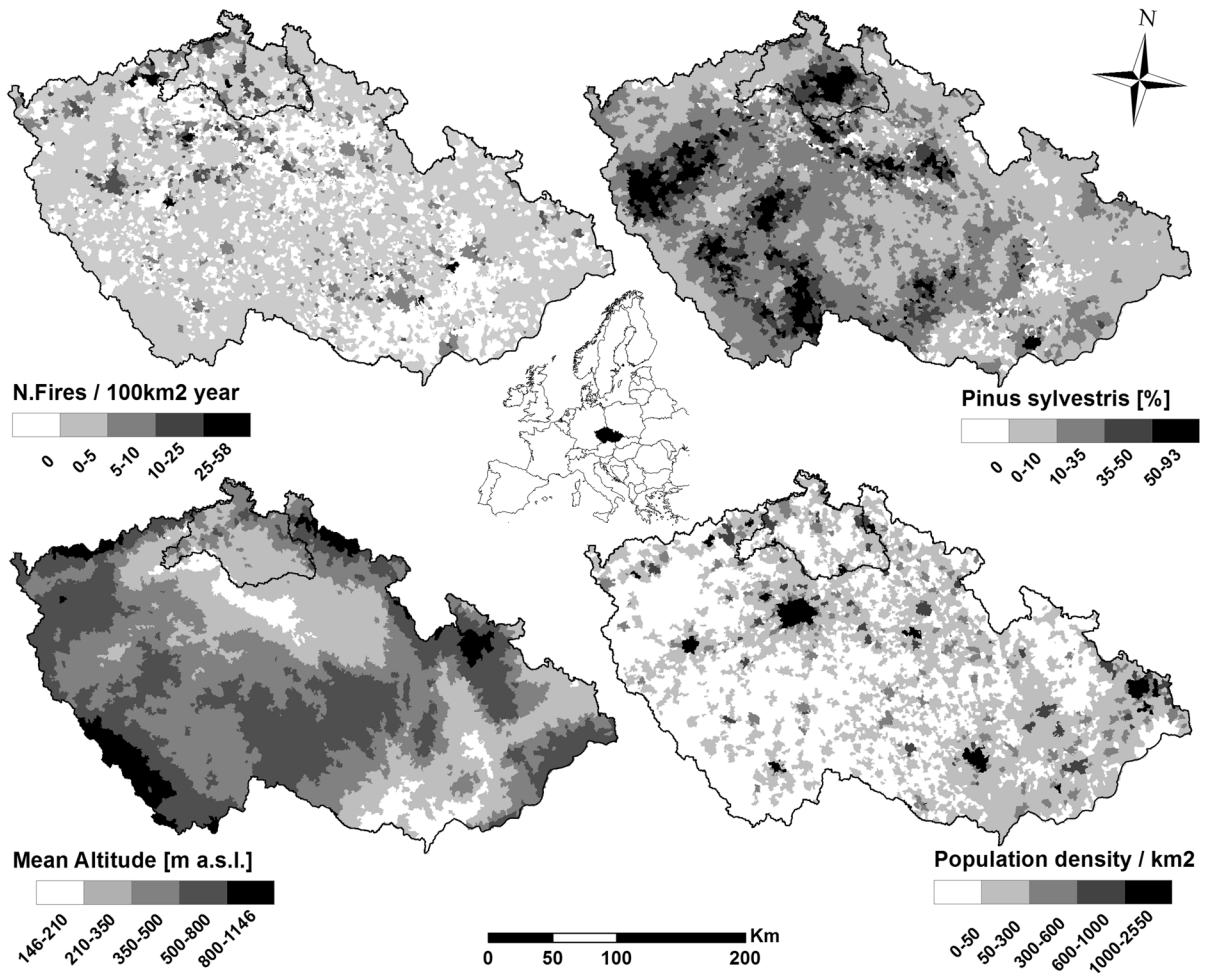 N
N.Fires / 100km2 year
0
0-5
5-10
10-25
25-58
Pinus sylvestris [%]
0
0-10
10-35
35-50
50-93
Mean Altitude [m a.s.l.]
146-210
210-350
350-500
500-800
800-1146
Population density / km2
0-50
50-300
300-600
600-1000
1000-2550
Km
0 50 100 200